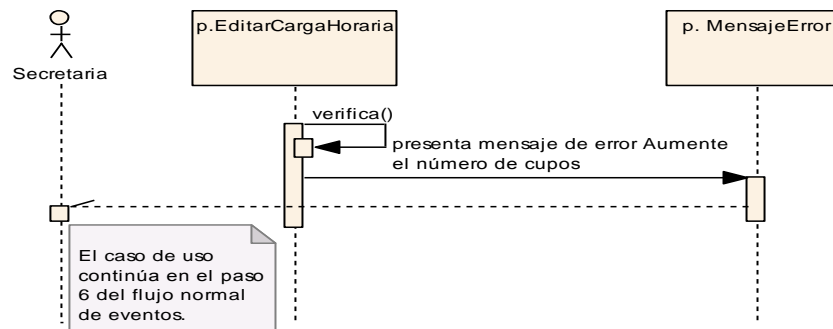 p.EditarCargaHoraria
p. MensajeError
Secretaria
verifica()
presenta mensaje de error Aumente
el número de cupos
El caso de uso
continúa en el paso
6 del flujo normal
de eventos.